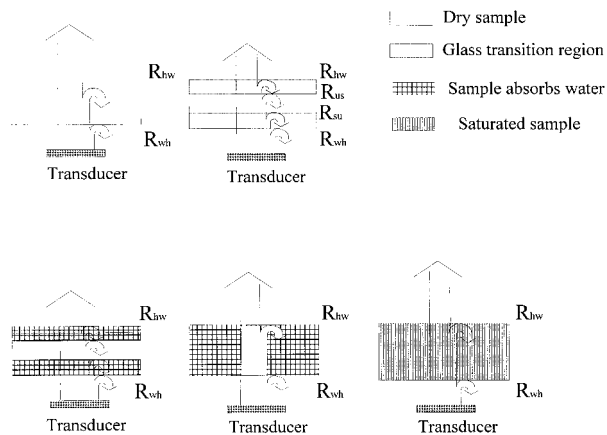 Dry sample
Glass transition region
Sample absorbs water
Saturated sample
Rwh
Transducer
Rhw
Rhw
Rus
Rsu
Rwh
Transducer
Rhw
Rwh
Transducer
Rhw
Rwh
Transducer
Rhw
Rwh
Transducer